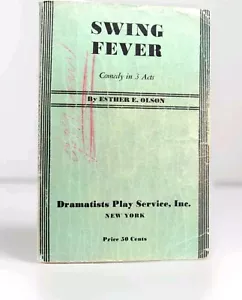 SWING
FEVER
Comedy in 3 Acts
By ESTHER E. OLSON
Dramatists Play Service, Inc.
NEW YORK
Price 50 Cents